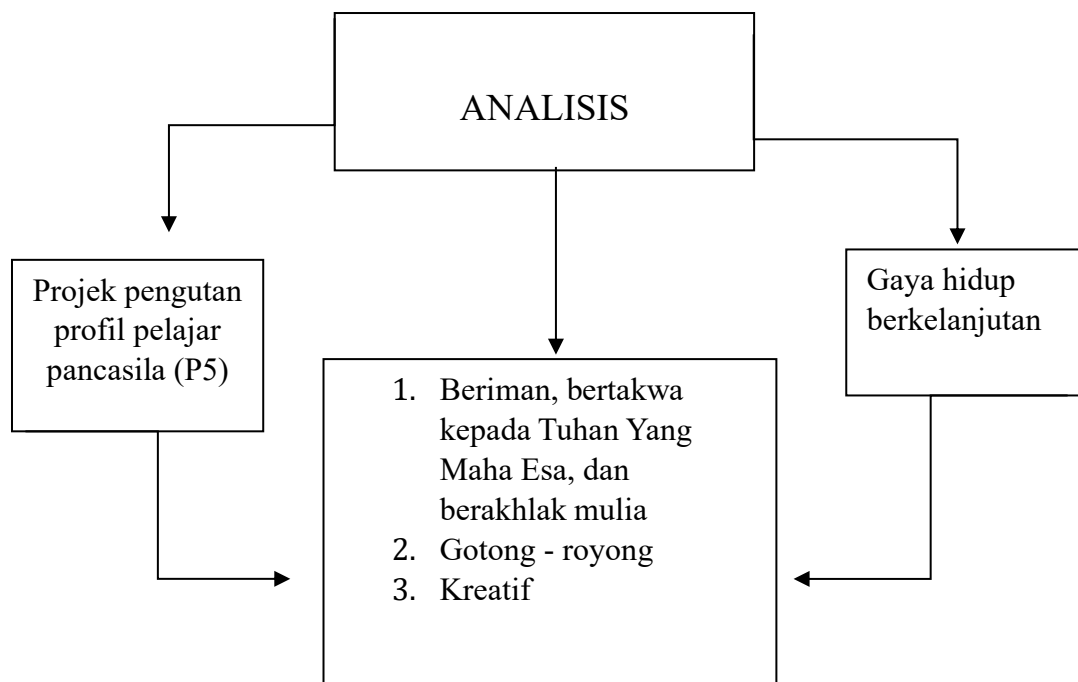 ANALISIS
Projek pengutan
profil pelajar
pancasila (P5)
Gaya hidup
berkelanjutan
1. Beriman, bertakwa
kepada Tuhan Yang
Maha Esa, dan
berakhlak mulia
2. Gotong - royong
3. Kreatif